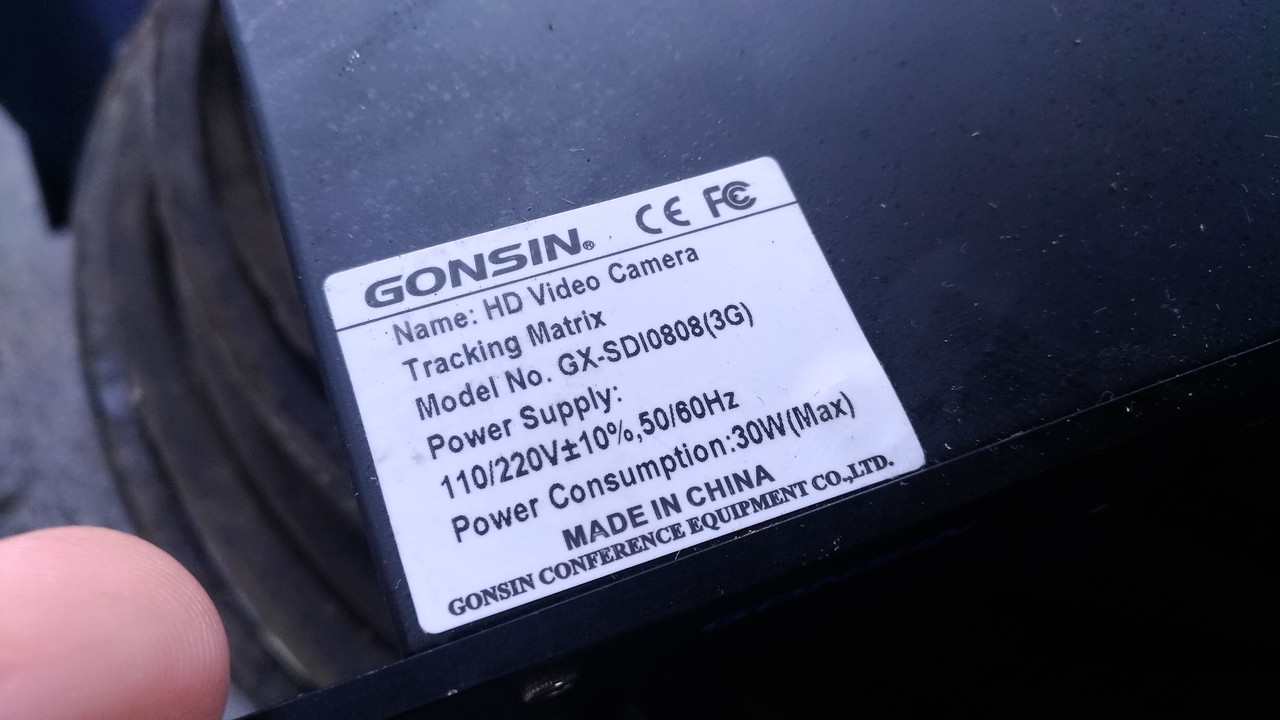 GONSIN® CE FC
Name: HD Video Camera
Tracking Matrix
Model No. GX-SDI0808(3G)
Power Supply:
110/220V±10%,50/60Hz
Power Consumption:30W(Max)
MADE IN CHINA
GONSIN CONFERENCE EQUIPMENT CO.,LTD.